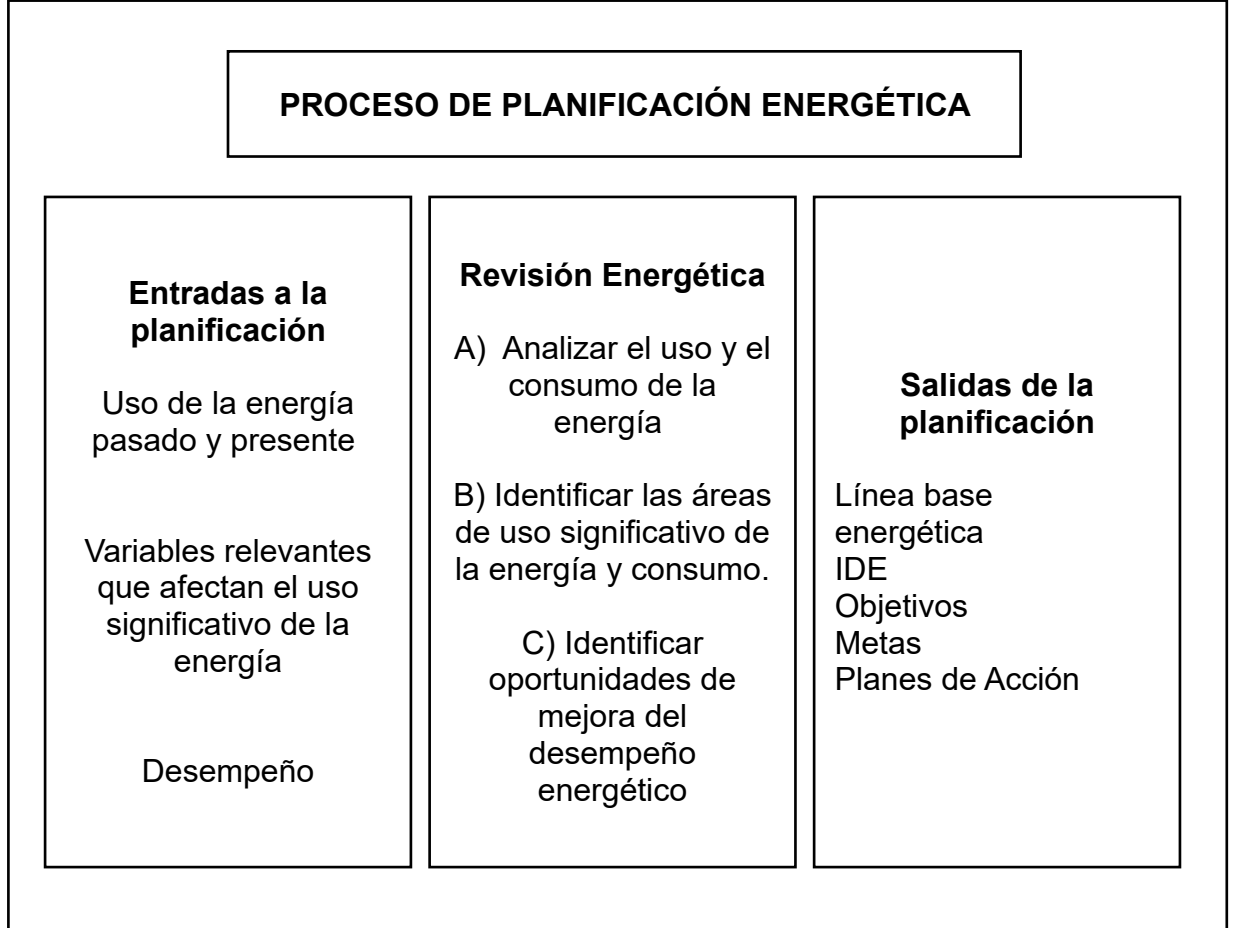 PROCESO DE PLANIFICACIÓN ENERGÉTICA
Entradas a la
planificación
Uso de la energía
pasado y presente
Variables relevantes
que afectan el uso
significativo de la
energía
Desempeño
Revisión Energética
A) Analizar el uso y el
consumo de la
energía
B) Identificar las áreas
de uso significativo de
la energía y consumo.
C) Identificar
oportunidades de
mejora del
desempeño
energético
Salidas de la
planificación
Línea base
energética
IDE
Objetivos
Metas
Planes de Acción